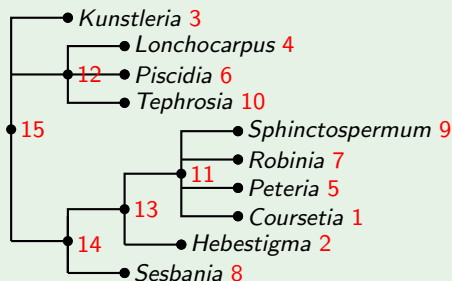 Kunstleria 3
Lonchocarpus 4
12 Piscidia 6
Tephrosia 10
15
Sphinctospermum 9
Robinia 7
11
Peteria 5
13
Coursetia 1
14
Hebestigma 2
Sesbania 8